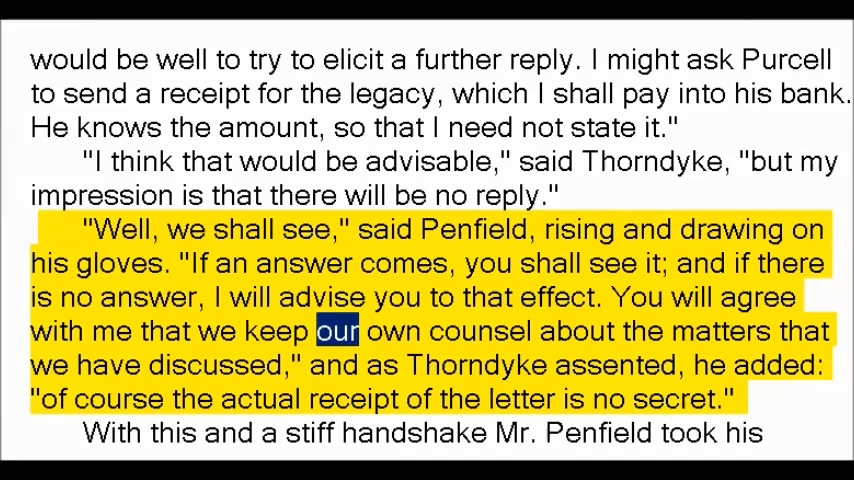 would be well to try to elicit a further reply. I might ask Purcell
to send a receipt for the legacy, which I shall pay into his bank.
He knows the amount, so that I need not state it."
"I think that would be advisable," said Thorndyke, "but my
impression is that there will be no reply."
"Well, we shall see," said Penfield, rising and drawing on
his gloves. "If an answer comes, you shall see it; and if there
is no answer, I will advise you to that effect. You will agree
with me that we keep our own counsel about the matters that
we have discussed," and as Thorndyke assented, he added:
"of course the actual receipt of the letter is no secret."
With this and a stiff handshake Mr. Penfield took his